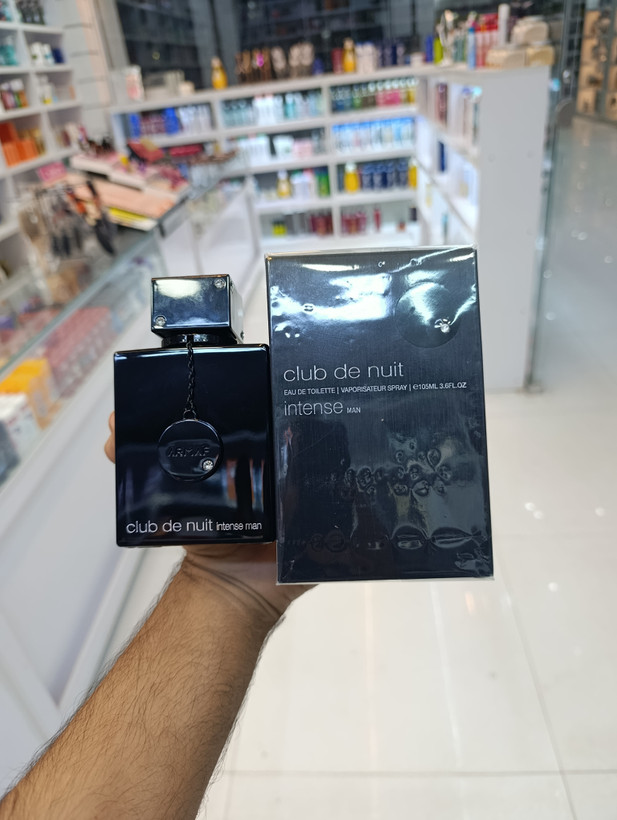 ARMAF
club de nuit intense man
club de nuit
EAU DE TOILETTE | VAPORISATEUR SPRAY | ℮105ML 3.6FL.OZ
intense MAN